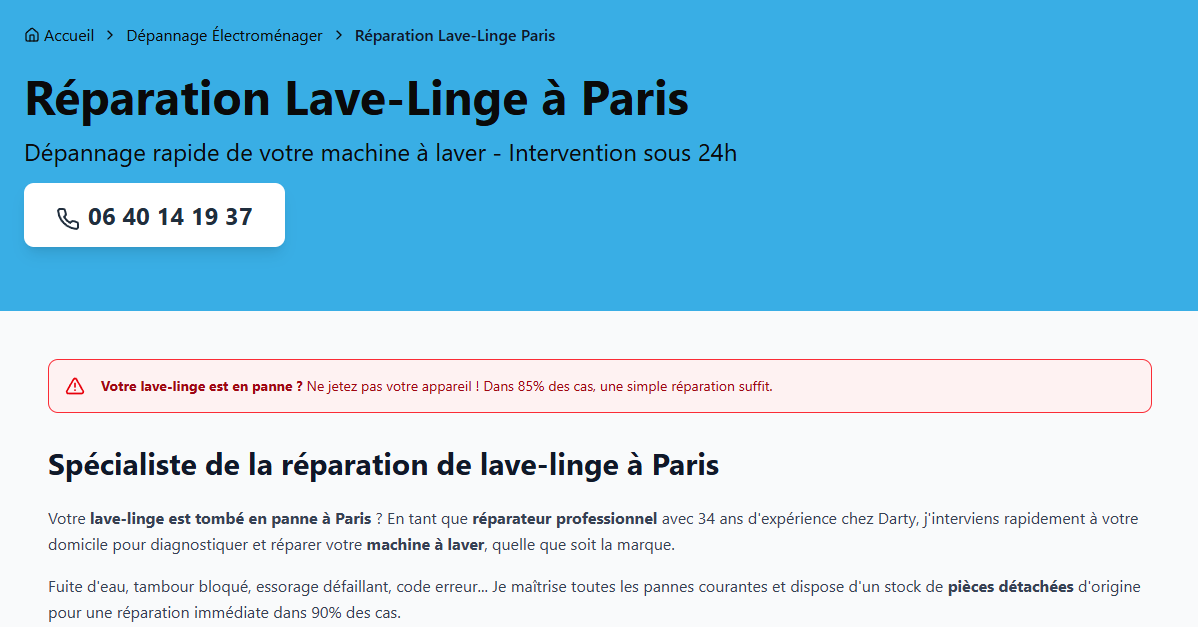 Accueil > Dépannage Électroménager > Réparation Lave-Linge Paris
Réparation Lave-Linge à Paris
Dépannage rapide de votre machine à laver - Intervention sous 24h
06 40 14 19 37
Votre lave-linge est en panne ? Ne jetez pas votre appareil ! Dans 85% des cas, une simple réparation suffit.
Spécialiste de la réparation de lave-linge à Paris
Votre lave-linge est tombé en panne à Paris ? En tant que réparateur professionnel avec 34 ans d'expérience chez Darty, j'interviens rapidement à votre
domicile pour diagnostiquer et réparer votre machine à laver, quelle que soit la marque.
Fuite d'eau, tambour bloqué, essorage défaillant, code erreur... Je maîtrise toutes les pannes courantes et dispose d'un stock de pièces détachées d'origine
pour une réparation immédiate dans 90% des cas.